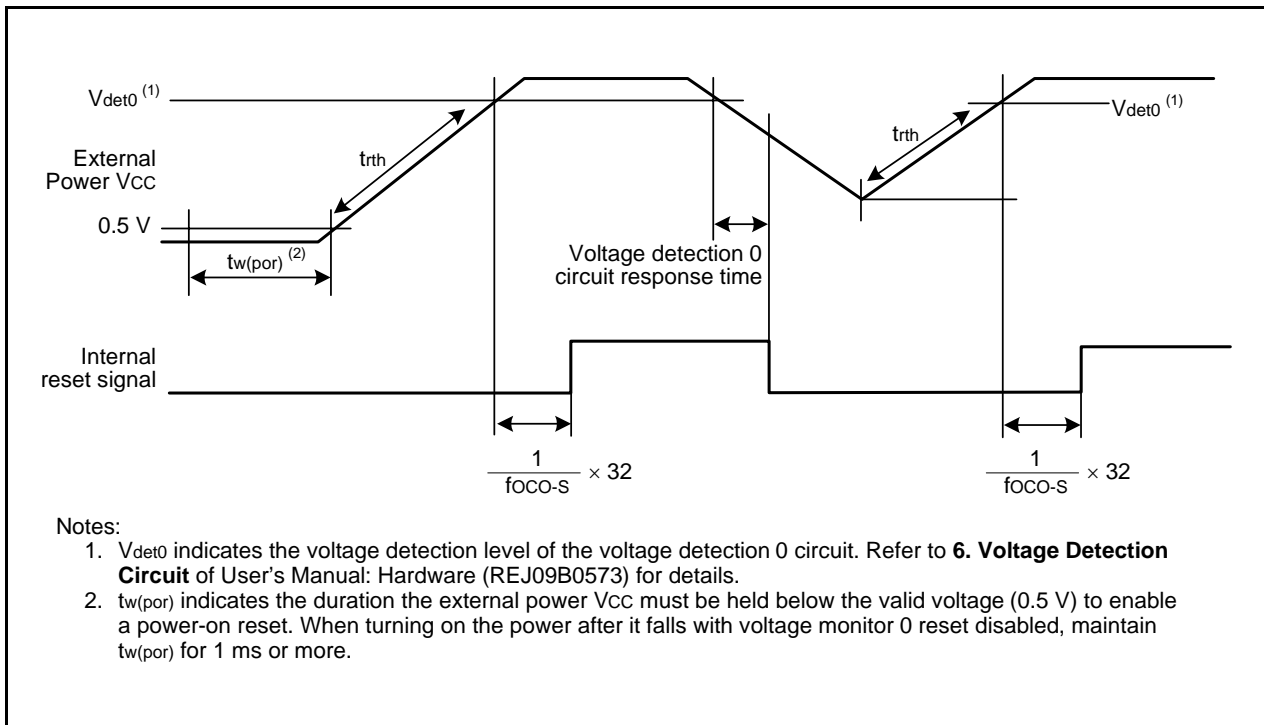 Vdet0 (1)
trth
External
Power VCC
0.5 V
tw(por) (2)
Voltage detection 0
circuit response time
trth
Vdet0 (1)
Internal
reset signal
1
fOCO-S
× 32
1
fOCO-S
× 32
Notes:
1. Vdet0 indicates the voltage detection level of the voltage detection 0 circuit. Refer to 6. Voltage Detection
Circuit of User's Manual: Hardware (REJ09B0573) for details.
2. tw(por) indicates the duration the external power VCC must be held below the valid voltage (0.5 V) to enable
a power-on reset. When turning on the power after it falls with voltage monitor 0 reset disabled, maintain
tw(por) for 1 ms or more.